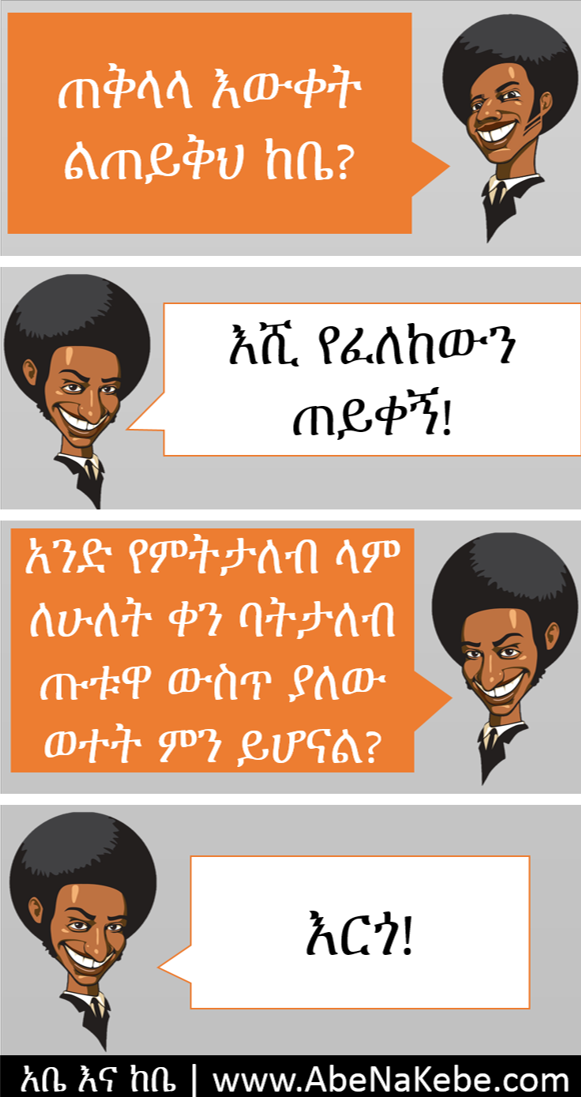 ጠቅላላ እውቀት
ልጠይቅህ ከቤ?
እሺ የፈለከውን
ጠይቀኝ!
አንድ የምትታለብ ላም
ለሁለት ቀን ባትታለብ
ጡቱዋ ውስጥ ያለው
ወተት ምን ይሆናል?
እርጎ!
አቤ እና ከቤ | www.AbeNaKebe.com